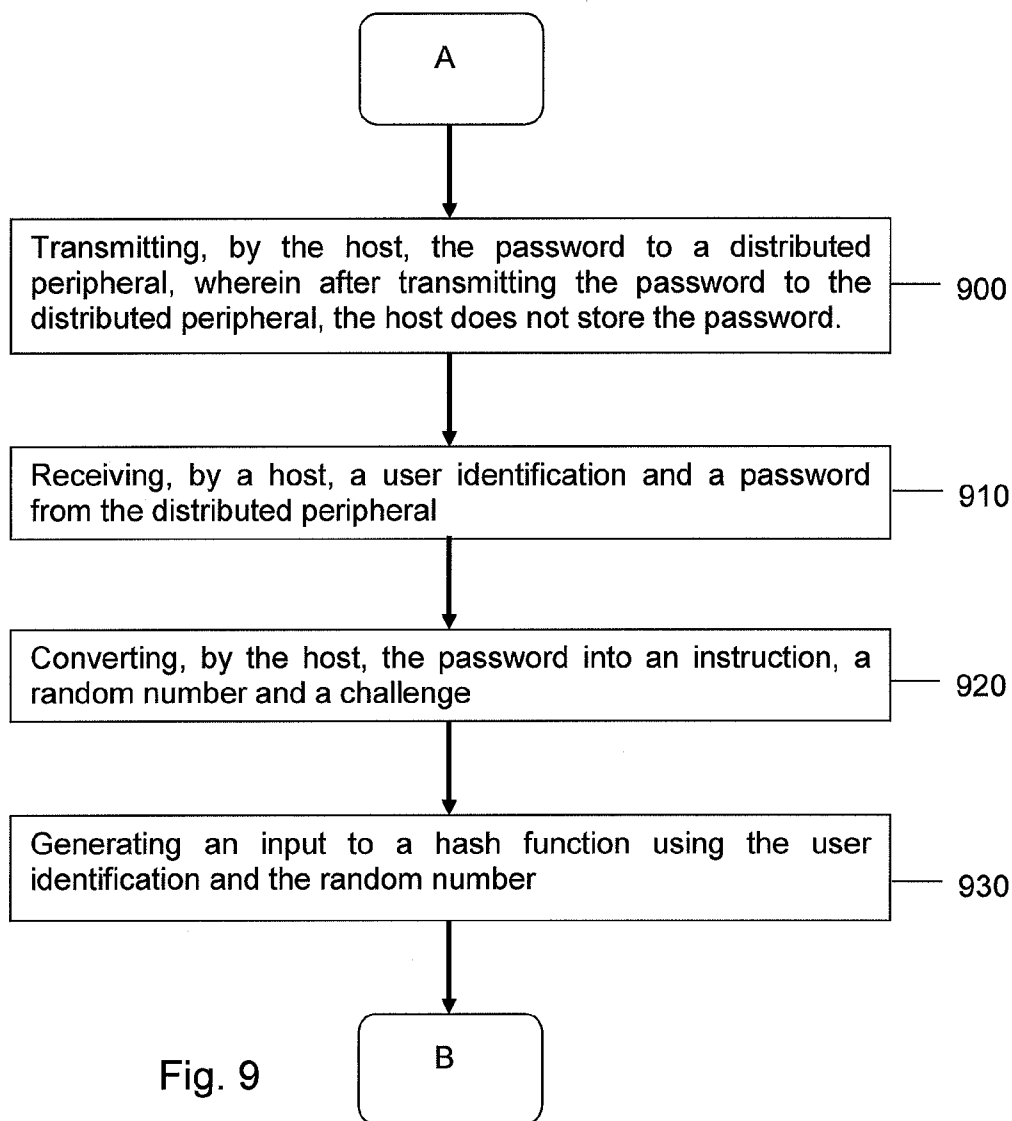 A
Transmitting, by the host, the password to a distributed
peripheral, wherein after transmitting the password to the
distributed peripheral, the host does not store the password.
900
Receiving, by a host, a user identification and a password
from the distributed peripheral
910
Converting, by the host, the password into an instruction, a
random number and a challenge
920
Generating an input to a hash function using the user
identification and the random number
930
B
Fig. 9